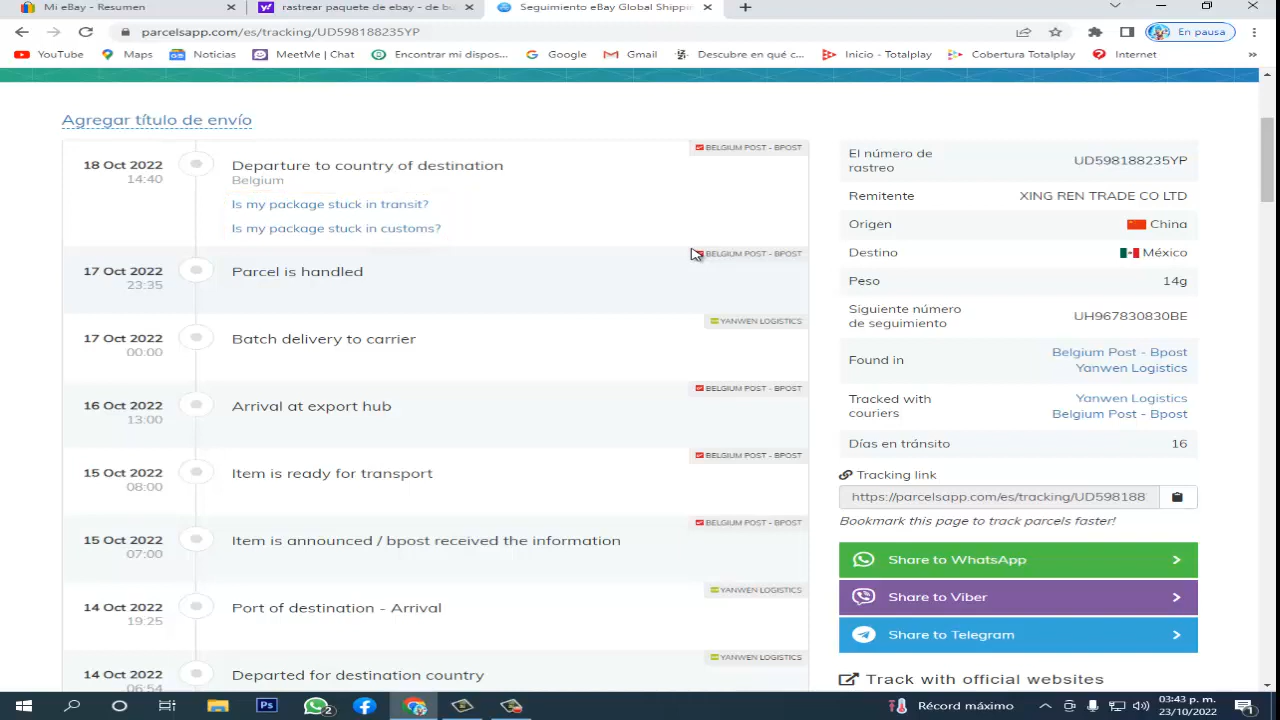 Mi eBay - Resumen
rastrear paquete de ebay - de bu
Seguimiento eBay Global Shippin
parcelsapp.com/es/tracking/UD598188235YP
En pausa
YouTube
Maps
Noticias
MeetMe | Chat
Encontrar mi dispos...
Google
Gmail
Descubre en qué c...
Inicio · Totalplay
Cobertura Totalplay
Internet
»
Agregar título de envío
BELGIUM POST - BPOST
18 Oct 2022
14:40
Departure to country of destination
Belgium
Is my package stuck in transit?
Is my package stuck in customs?
BELGIUM POST - BPOST
17 Oct 2022
23:35
Parcel is handled
YANWEN LOGISTICS
17 Oct 2022
00:00
Batch delivery to carrier
BELGIUM POST - BPOST
16 Oct 2022
13:00
Arrival at export hub
BELGIUM POST - BPOST
15 Oct 2022
08:00
Item is ready for transport
BELGIUM POST - BPOST
15 Oct 2022
07:00
Item is announced / bpost received the information
YANWEN LOGISTICS
14 Oct 2022
19:25
Port of destination - Arrival
YANWEN LOGISTICS
14 Oct 2022
06:54
Departed for destination country
El número de
rastreo
UD598188235YP
Remitente
XING REN TRADE CO LTD
Origen
China
Destino
México
Peso
14g
Siguiente número
de seguimiento
UH967830830BE
Found in
Belgium Post - Bpost
Yanwen Logistics
Tracked with
couriers
Yanwen Logistics
Belgium Post - Bpost
Días en tránsito
16
Tracking link
https://parcelsapp.com/es/tracking/UD598188
Bookmark this page to track parcels faster!
Share to WhatsApp
Share to Viber
Share to Telegram
Track with official websites
Ps
2
Récord máximo
03:43 p. m.
23/10/2022
1